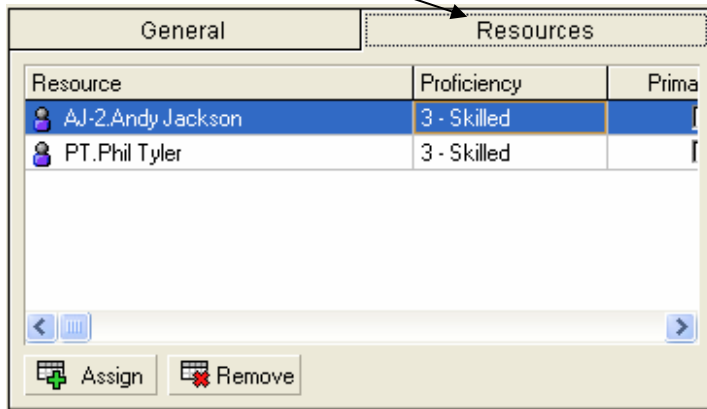 General Resources
Resource Proficiency Prima
AJ-2.Andy Jackson 3 - Skilled
PT.Phil Tyler 3 - Skilled
Assign Remove